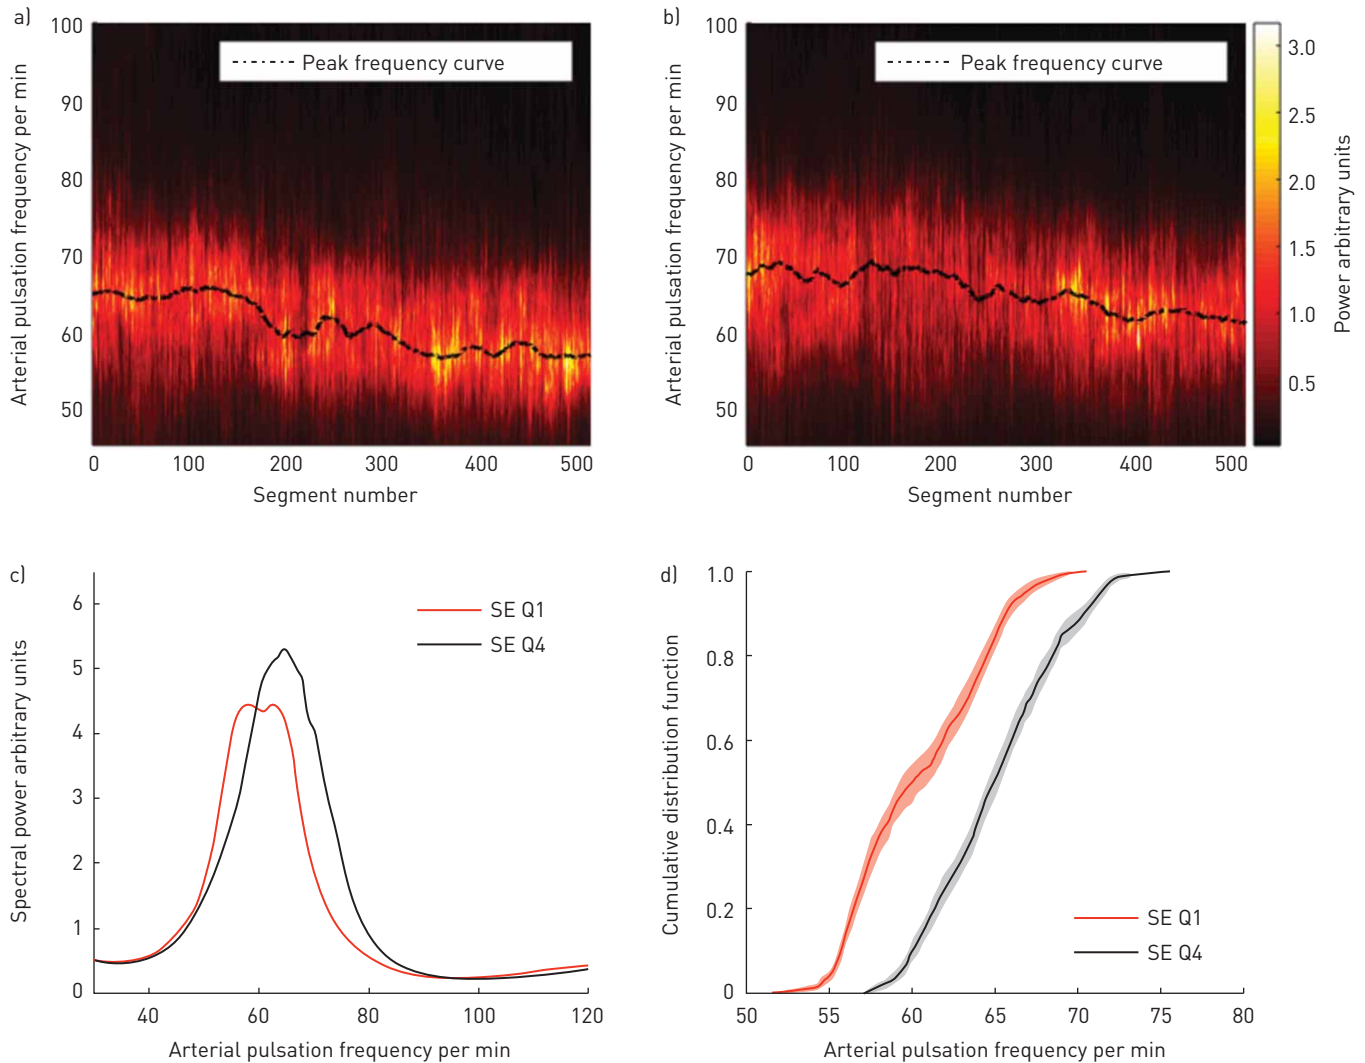 a)
Arterial pulsation frequency per min
100
90
80
70
60
50
Peak frequency curve
0 100 200 300 400 500
Segment number
b)
Arterial pulsation frequency per min
100
90
80
70
60
50
Peak frequency curve
0 100 200 300 400 500
Segment number
3.0
2.5
2.0
1.5
1.0
0.5
Power arbitrary units
c)
Spectral power arbitrary units
6
5
4
3
2
1
0
SE Q1
SE Q4
40 60 80 100 120
Arterial pulsation frequency per min
d)
Cumulative distribution function
1.0
0.8
0.6
0.4
0.2
0
SE Q1
SE Q4
50 55 60 65 70 75 80
Arterial pulsation frequency per min